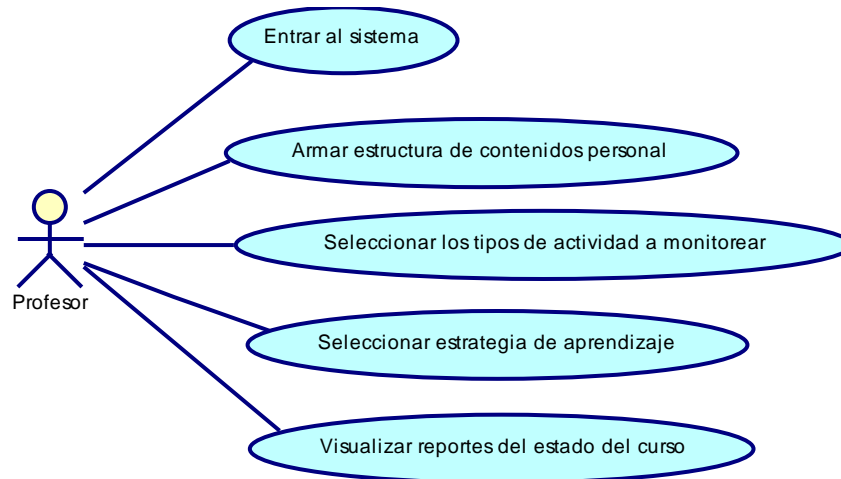 Entrar al sistema
Armar estructura de contenidos personal
Seleccionar los tipos de actividad a monitorear
Profesor
Seleccionar estrategia de aprendizaje
Visualizar reportes del estado del curso